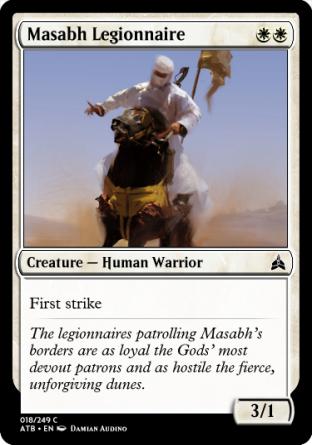 Masabh Legionnaire
Creature — Human Warrior
First strike
The legionnaires patrolling Masabh's
borders are as loyal the Gods' most
devout patrons and as hostile the fierce,
unforgiving dunes.
018/249 C
ATB • EN Damian Audino
3/1